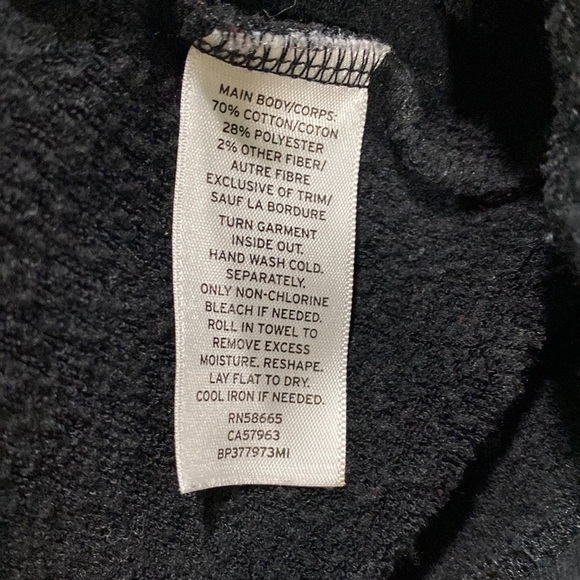 MAIN BODY/CORPS:
70% COTTON/COTON
28% POLYESTER
2% OTHER FIBER/
AUTRE FIBRE
EXCLUSIVE OF TRIM/
SAUF LA BORDURE
TURN GARMENT
INSIDE OUT.
HAND WASH COLD.
SEPARATELY.
ONLY NON-CHLORINE
BLEACH IF NEEDED.
ROLL IN TOWEL TO
REMOVE EXCESS
MOISTURE. RESHAPE.
LAY FLAT TO DRY.
COOL IRON IF NEEDED.
RN58665
CA57963
BP377973MI